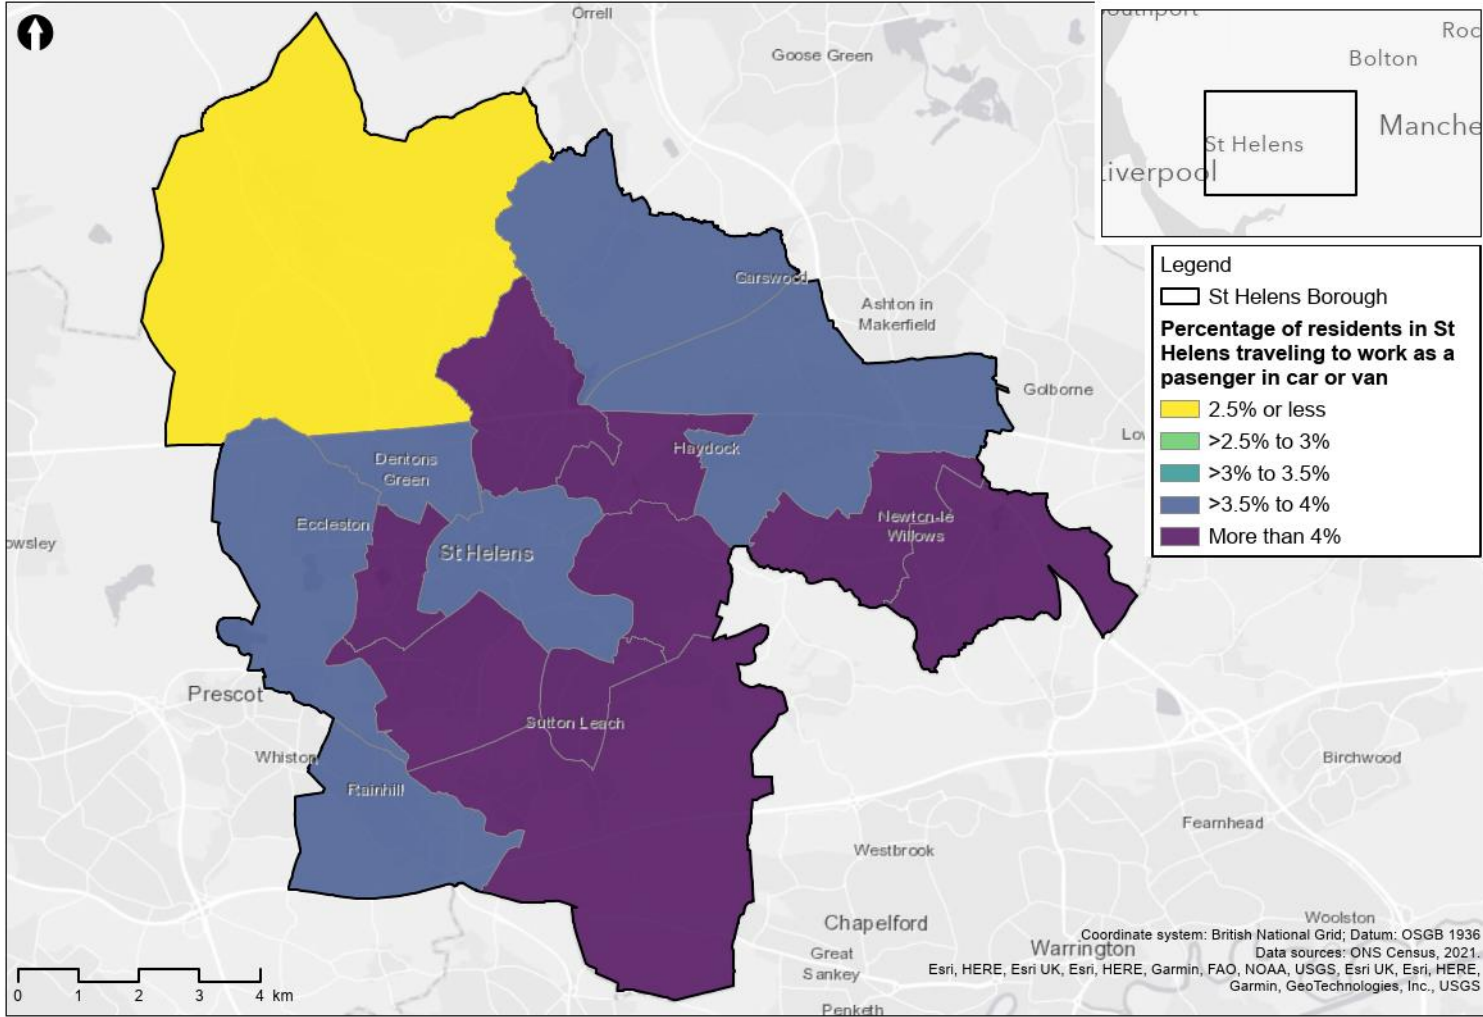 Orrell
Goose Green
Garswood
Ashton in
Makerfield
Golborne
Haydock
Dentons
Green
Eccleston
St Helens
Newton-le
Willows
owsley
Prescot
Whiston
Rainhill
Sutton Leach
Birchwood
Fearnhead
Westbrook
Chapelford
Great
Sankey
Penketh
Warrington
Woolston
0 1 2 3 4 km
Bolton
St Helens
Manche
iverpool
Roc
Legend
St Helens Borough
Percentage of residents in St
Helens traveling to work as a
pasenger in car or van
2.5% or less
>2.5% to 3%
>3% to 3.5%
>3.5% to 4%
More than 4%
Coordinate system: British National Grid; Datum: OSGB 1936
Data sources: ONS Census, 2021.
Esri, HERE, Esri UK, Esri, HERE, Garmin, FAO, NOAA, USGS, Esri UK, Esri, HERE,
Garmin, GeoTechnologies, Inc., USGS